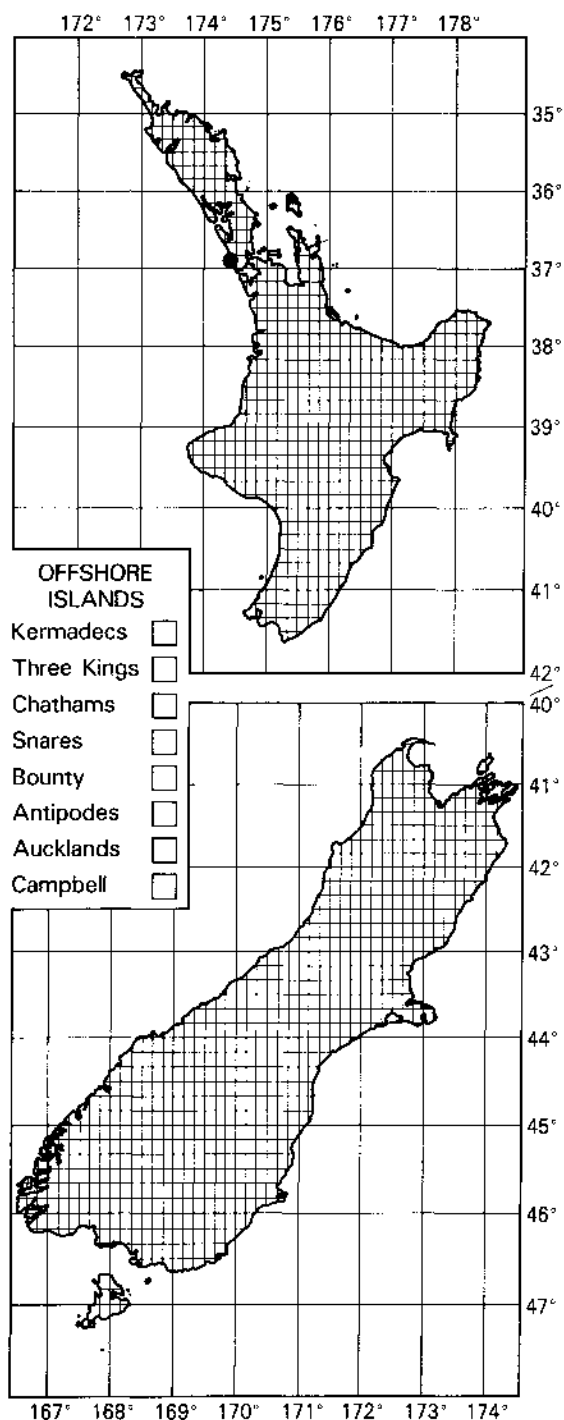 172° 173° 174° 175° 176° 177° 178°
35°
36°
37°
38°
39°
40°
41°
42°
OFFSHORE
ISLANDS
Kermadecs
Three Kings
Chathams
Snares
Bounty
Antipodes
Aucklands
Campbell
40°
41°
42°
43°
44°
45°
46°
47°
167° 168° 169° 170° 171° 172° 173° 174°